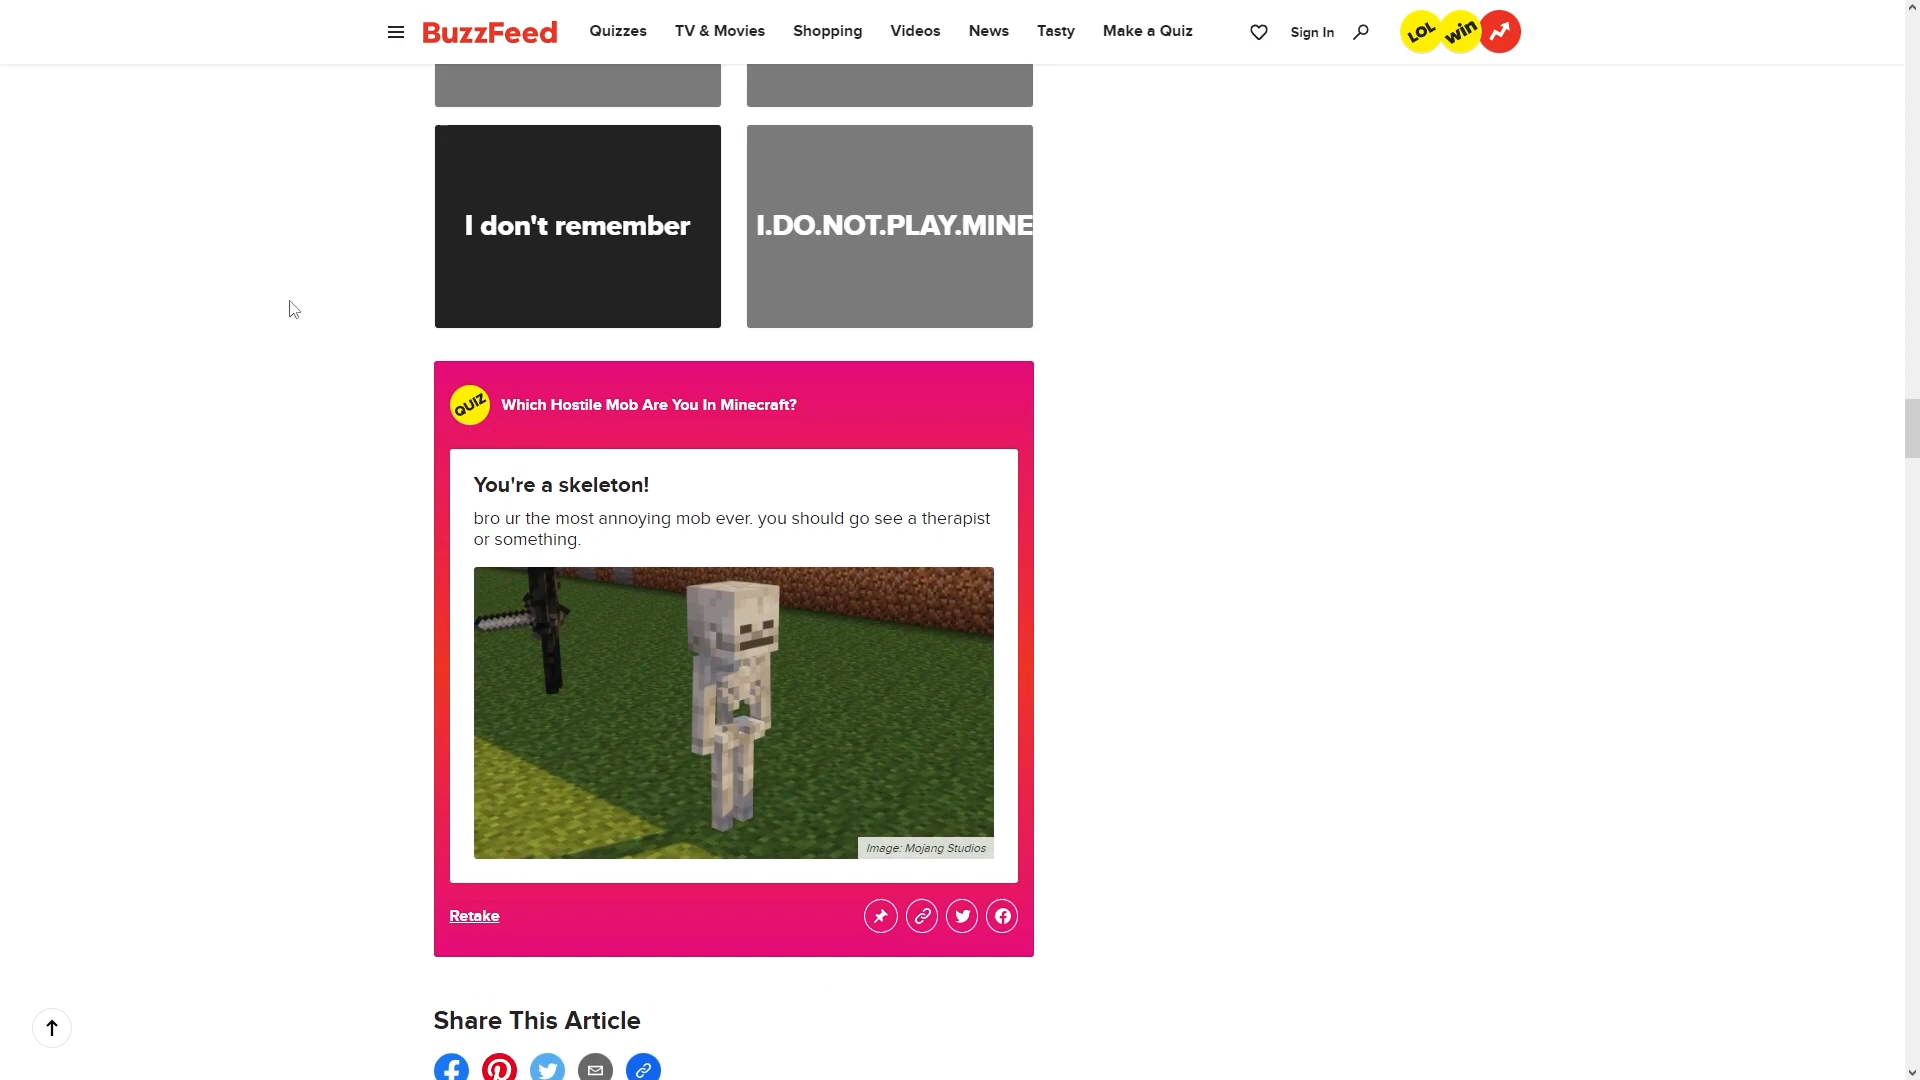 BuzzFeed
Quizzes
TV & Movies
Shopping
Videos
News
Tasty
Make a Quiz
Sign In
LOL
win
I don't remember
I.DO.NOT.PLAY.MINE
QUIZ
Which Hostile Mob Are You In Minecraft?
You're a skeleton!
bro ur the most annoying mob ever. you should go see a therapist
or something.
Image: Mojang Studios
Retake
Share This Article